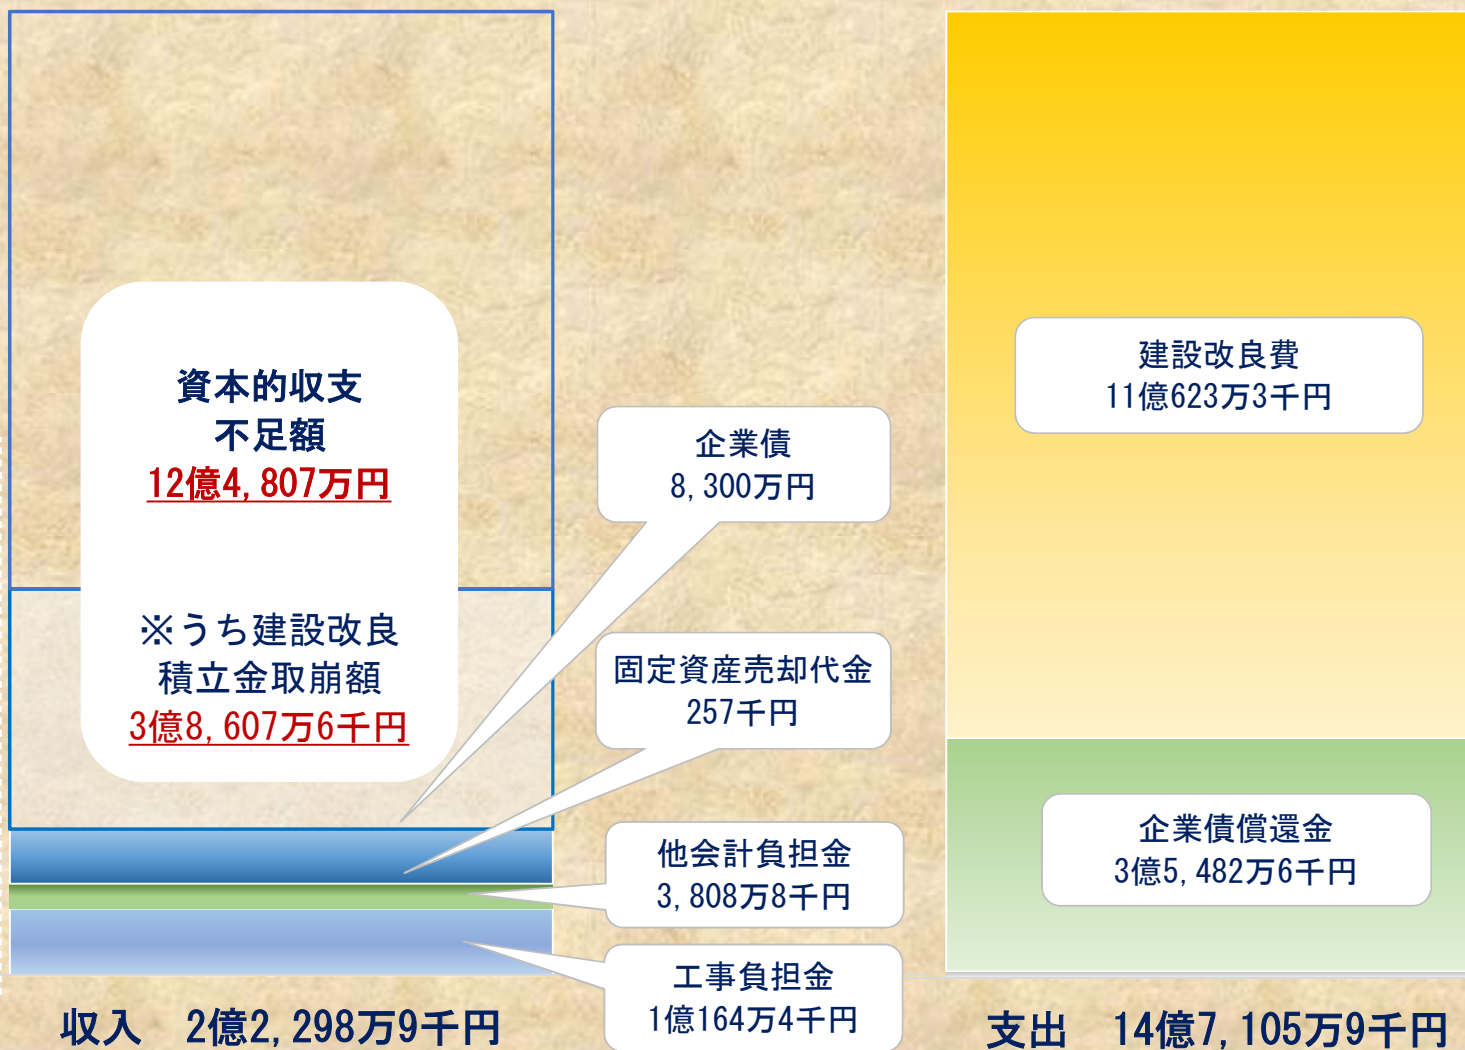 資本的収支
不足額
12億4,807万円
※うち建設改良
積立金取崩額
3億8,607万6千円
企業債
8,300万円
固定資産売却代金
257千円
他会計負担金
3,808万8千円
工事負担金
1億164万4千円
収入　2億2,298万9千円
建設改良費
11億623万3千円
企業債償還金
3億5,482万6千円
支出　14億7,105万9千円